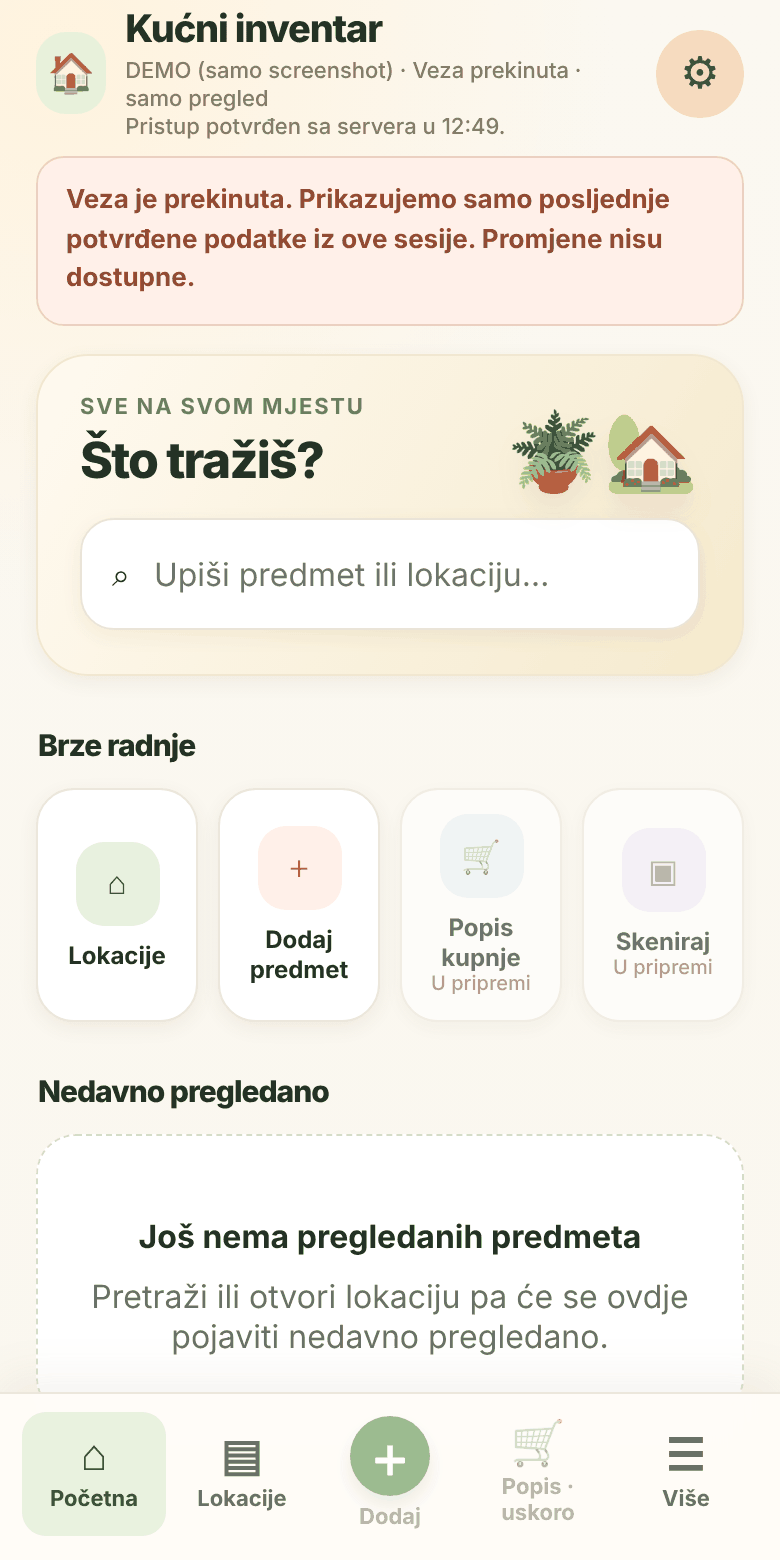 Kućni inventar
DEMO (samo screenshot) · Veza prekinuta ·
samo pregled
Pristup potvrđen sa servera u 12:49.
Veza je prekinuta. Prikazujemo samo posljednje
potvrđene podatke iz ove sesije. Promjene nisu
dostupne.
SVE NA SVOM MJESTU
Što tražiš?
Upiši predmet ili lokaciju...
Brze radnje
Lokacije
Dodaj
predmet
Popis
kupnje
U pripremi
Skeniraj
U pripremi
Nedavno pregledano
Još nema pregledanih predmeta
Pretraži ili otvori lokaciju pa će se ovdje
pojaviti nedavno pregledano.
Početna
Lokacije
Dodaj
Popis ·
uskoro
Više